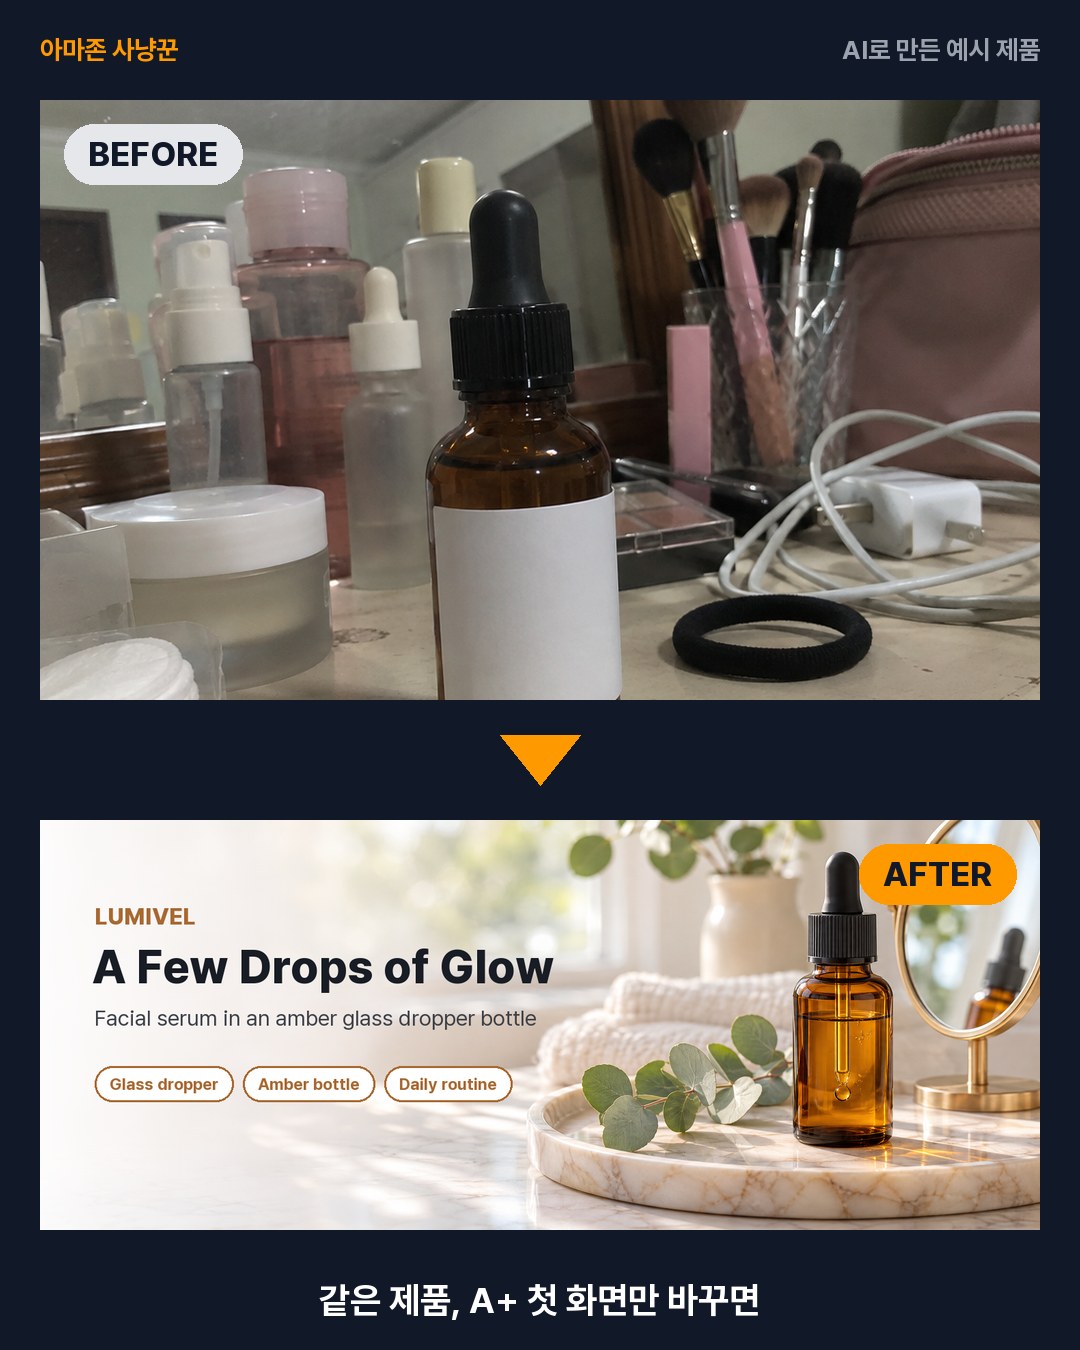 아마존 사냥꾼
AI로 만든 예시 제품
BEFORE
AFTER
LUMIVEL
A Few Drops of Glow
Facial serum in an amber glass dropper bottle
Glass dropper
Amber bottle
Daily routine
같은 제품, A+ 첫 화면만 바꾸면